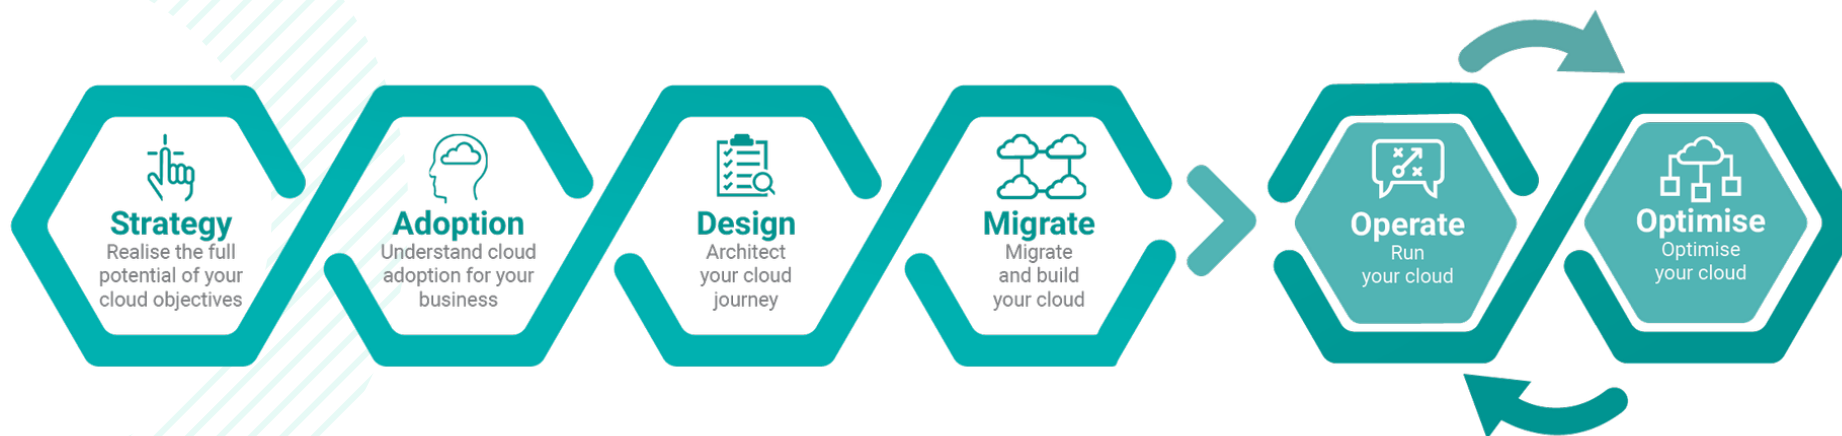 Strategy
Realise the full
potential of your
cloud objectives
Adoption
Understand cloud
adoption for your
business
Design
Architect
your cloud
journey
Migrate
Migrate
and build
your cloud
Operate
Run
your cloud
Optimise
Optimise
your cloud